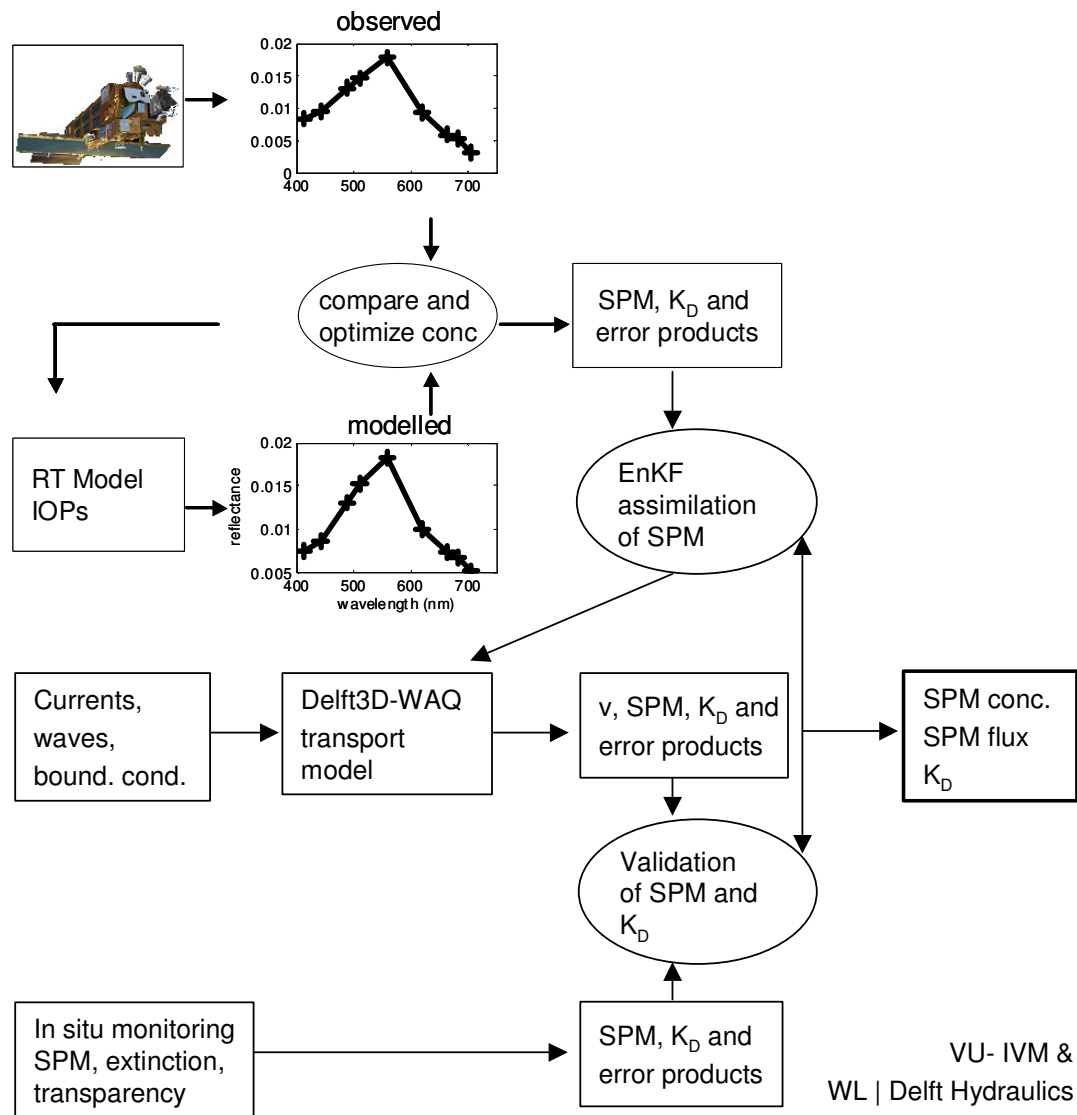 observed
0.02
0.015
0.01
0.005
0
400 500 600 700
compare and
optimize conc
SPM, K_D and
error products
modelled
RT Model
IOPs
reflectance
0.02
0.015
0.01
0.005
400 500 600 700
wavelength (nm)
EnKF
assimilation
of SPM
Currents,
waves,
bound. cond.
Delft3D-WAQ
transport
model
v, SPM, K_D and
error products
SPM conc.
SPM flux
K_D
Validation
of SPM and
K_D
In situ monitoring
SPM, extinction,
transparency
SPM, K_D and
error products
VU- IVM &
WL | Delft Hydraulics